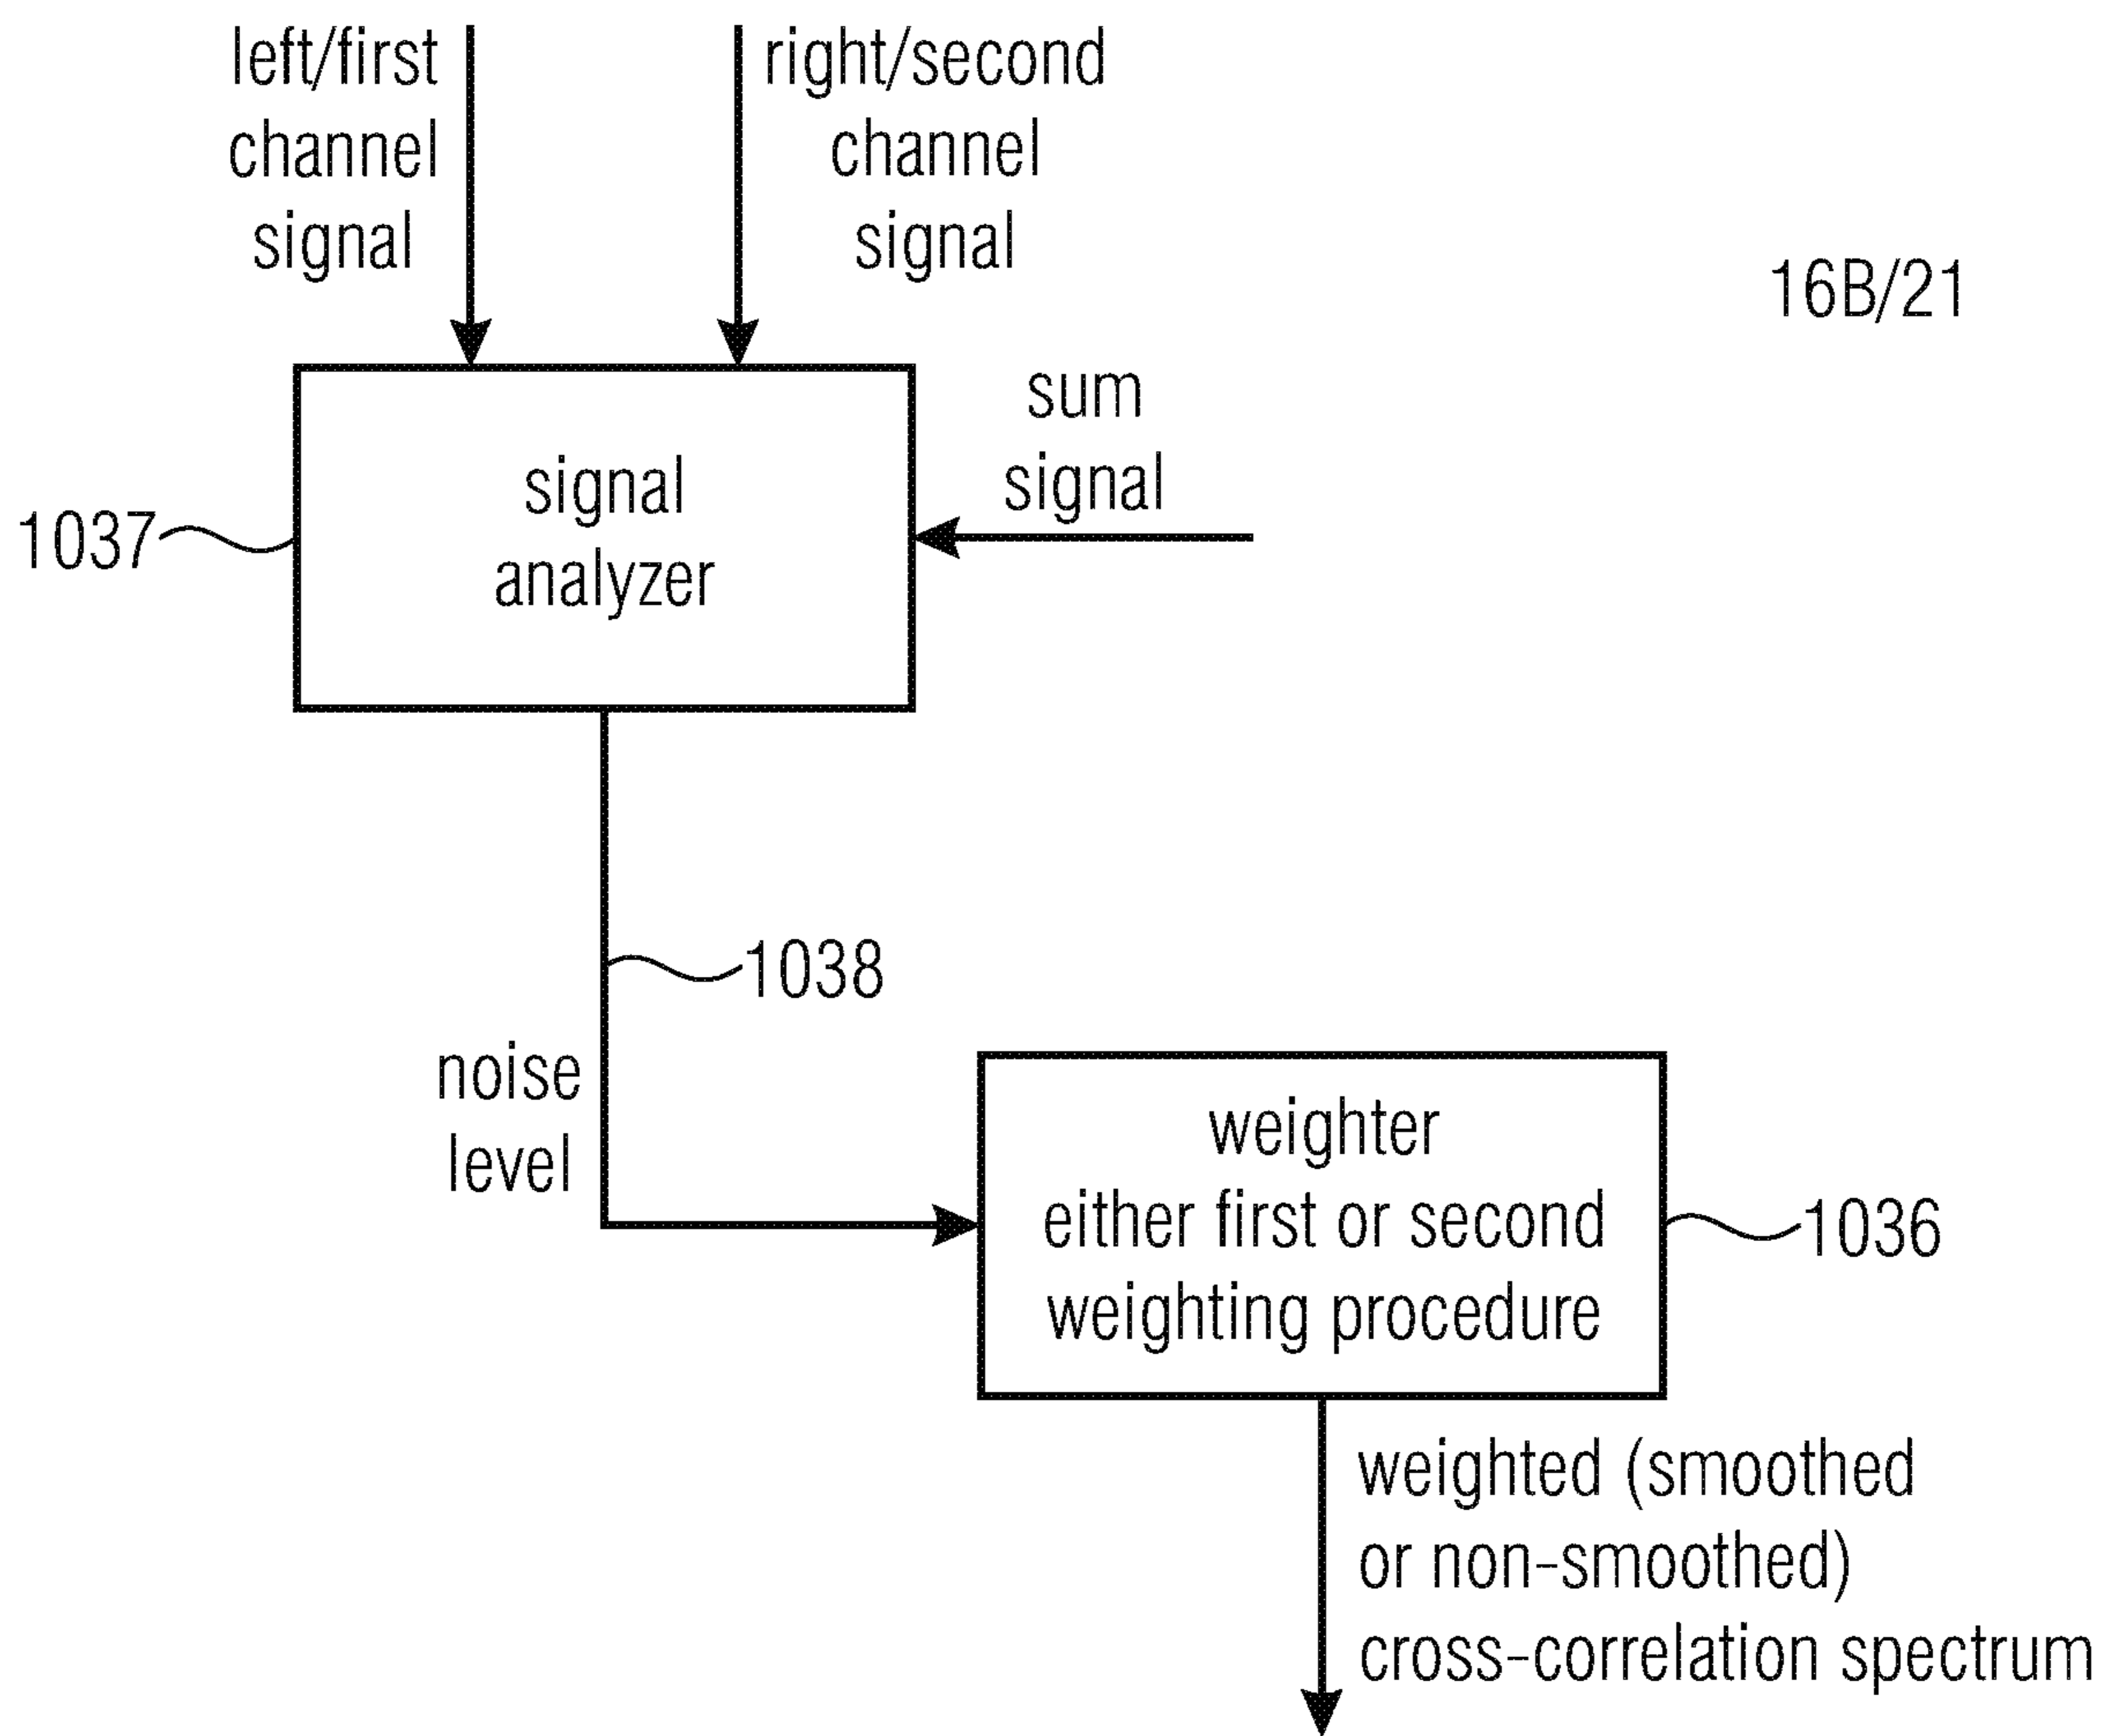 left/first
channel
signal
right/second
channel
signal
16B/21
sum
signal
signal
analyzer
1037
1038
noise
level
weighter
either first or second
weighting procedure
1036
weighted (smoothed
or non-smoothed)
cross-correlation spectrum